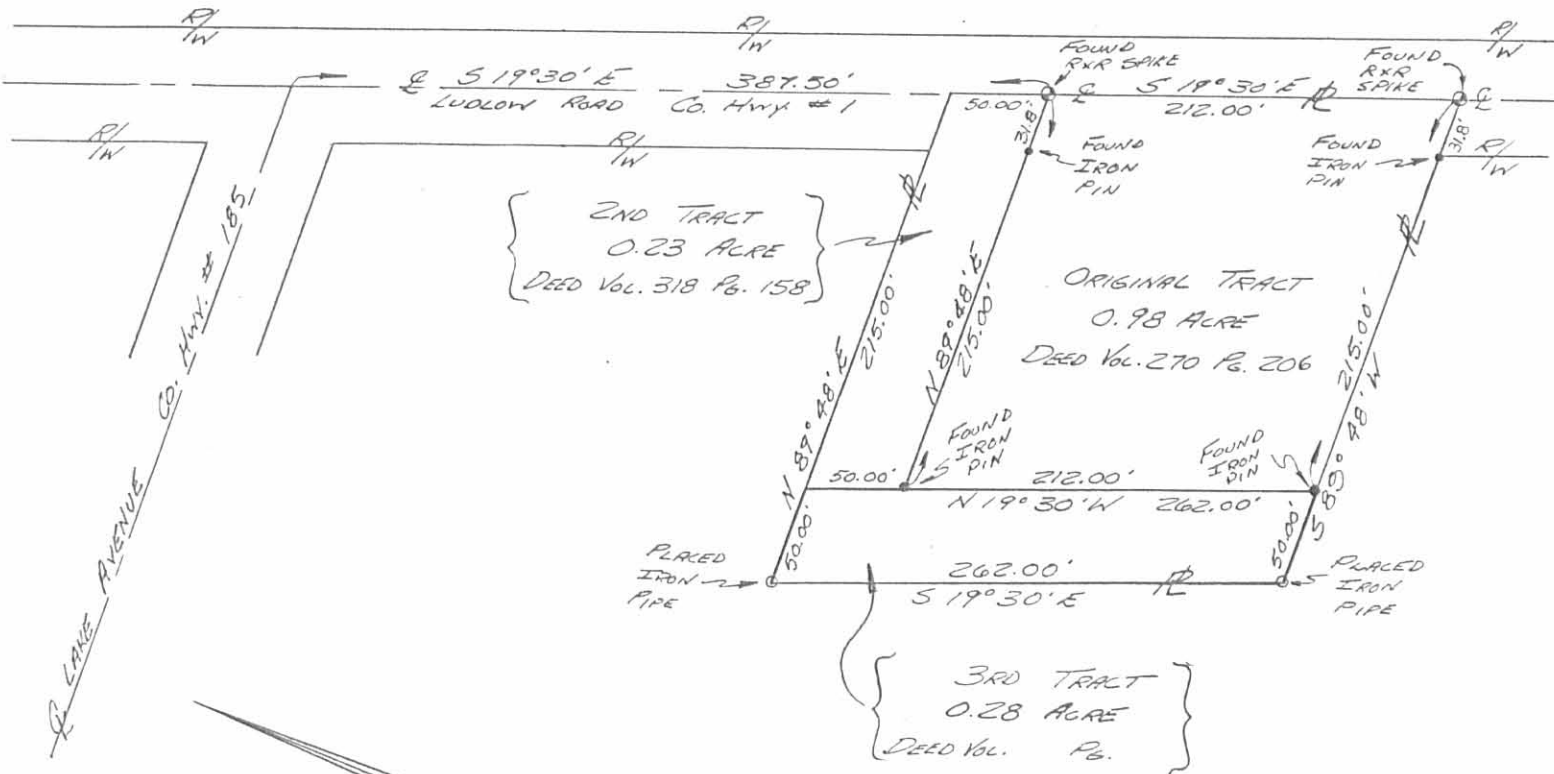 R/W
R/W
R/W
℄ S 19°30' E 387.50'
LUDLOW ROAD CO. HWY. # 1
FOUND
RXR SPIKE
50.00'
℄ S 19°30' E ⅊
212.00'
FOUND
RXR
SPIKE
℄
R/W
R/W
31.8'
FOUND
IRON
PIN
FOUND
IRON
PIN
31.8'
R/W
2ND TRACT
0.23 ACRE
DEED VOL. 318 PG. 158
⅊
N 89°48' E
215.00'
N 89°48' E
215.00'
ORIGINAL TRACT
0.98 ACRE
DEED VOL. 270 PG. 206
⅊
215.00'
S 89°48' W
℄ LAKE AVENUE CO. HWY. # 185
FOUND
IRON
PIN
FOUND
IRON
PIN
50.00' 212.00'
N 19°30' W 262.00'
50.00'
50.00'
PLACED
IRON
PIPE
262.00' ⅊
S 19°30' E
PLACED
IRON
PIPE
3RD TRACT
0.28 ACRE
DEED VOL. PG.